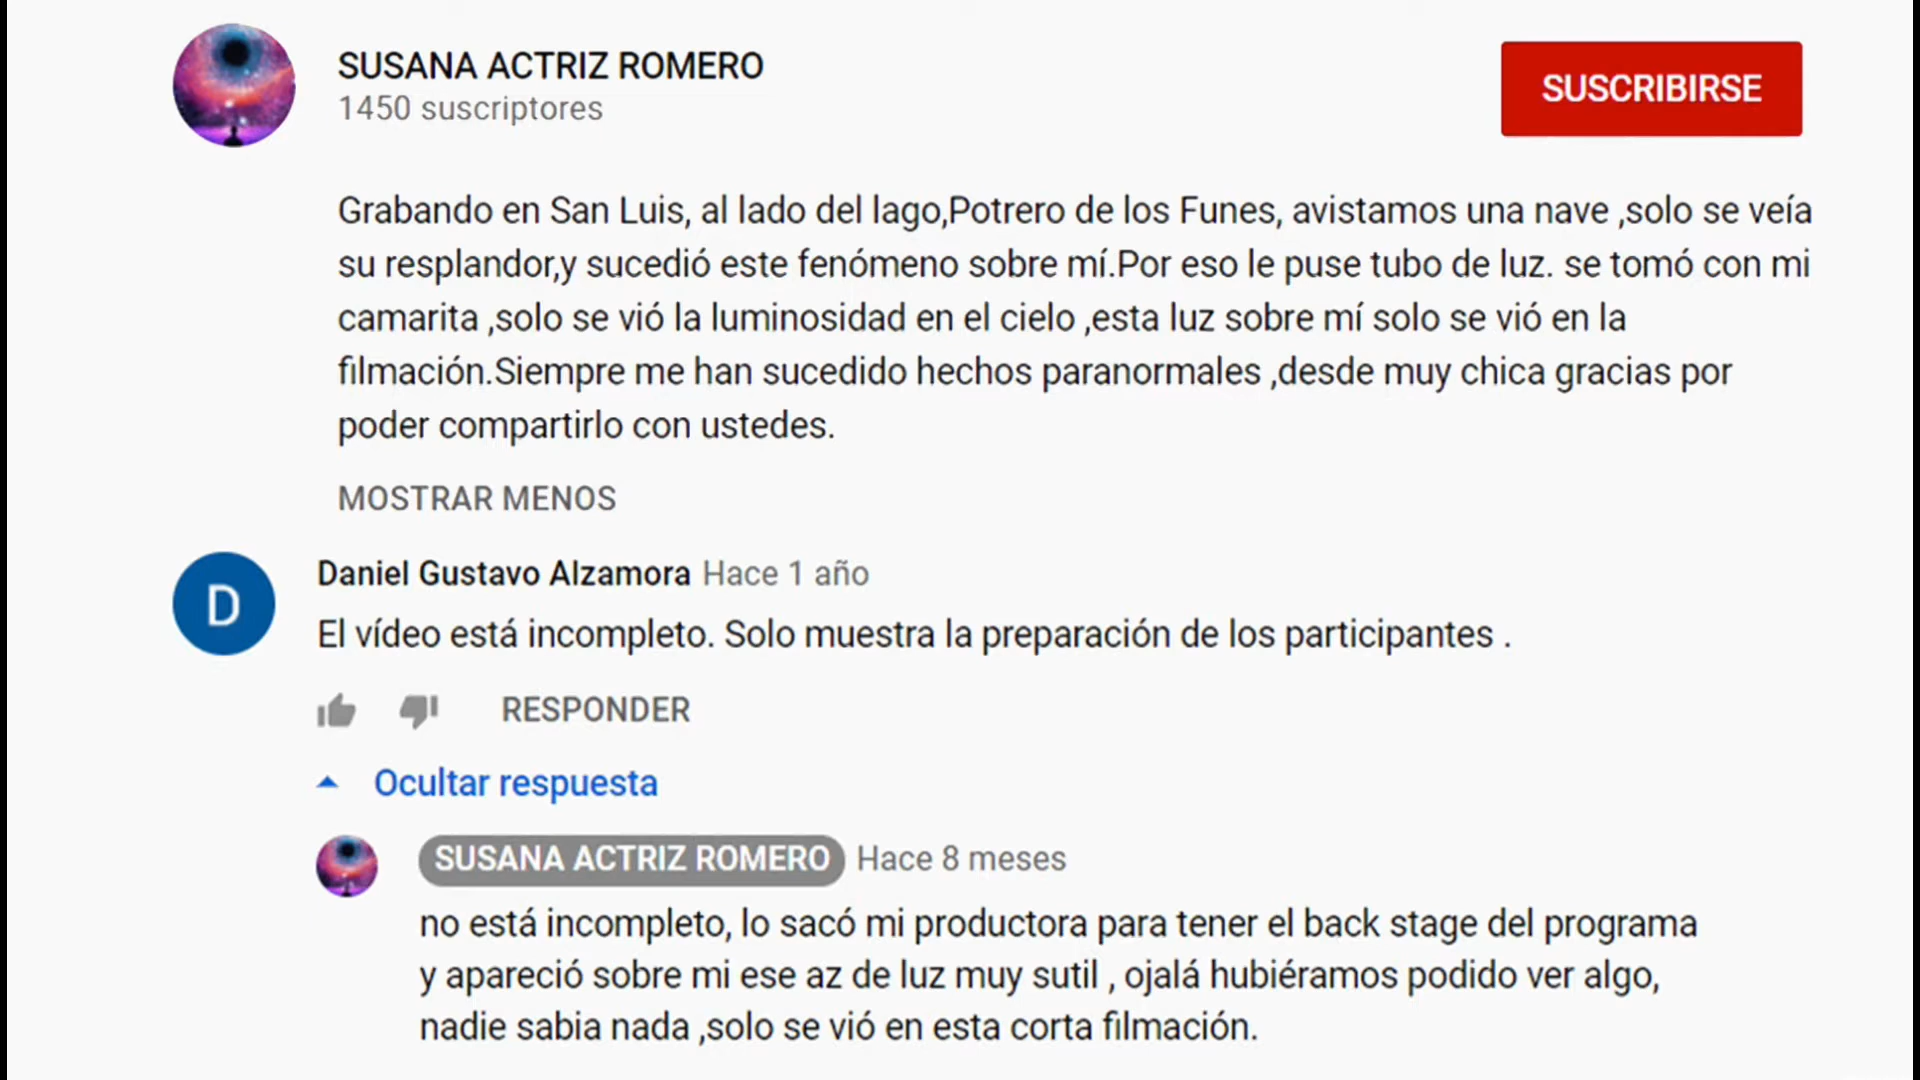 SUSANA ACTRIZ ROMERO
1450 suscriptores
SUSCRIBIRSE
Grabando en San Luis, al lado del lago,Potrero de los Funes, avistamos una nave ,solo se veía
su resplandor,y sucedió este fenómeno sobre mí.Por eso le puse tubo de luz. se tomó con mi
camarita ,solo se vió la luminosidad en el cielo ,esta luz sobre mí solo se vió en la
filmación.Siempre me han sucedido hechos paranormales ,desde muy chica gracias por
poder compartirlo con ustedes.
MOSTRAR MENOS
D
Daniel Gustavo Alzamora Hace 1 año
El vídeo está incompleto. Solo muestra la preparación de los participantes .
RESPONDER
Ocultar respuesta
SUSANA ACTRIZ ROMERO Hace 8 meses
no está incompleto, lo sacó mi productora para tener el back stage del programa
y apareció sobre mi ese az de luz muy sutil , ojalá hubiéramos podido ver algo,
nadie sabia nada ,solo se vió en esta corta filmación.